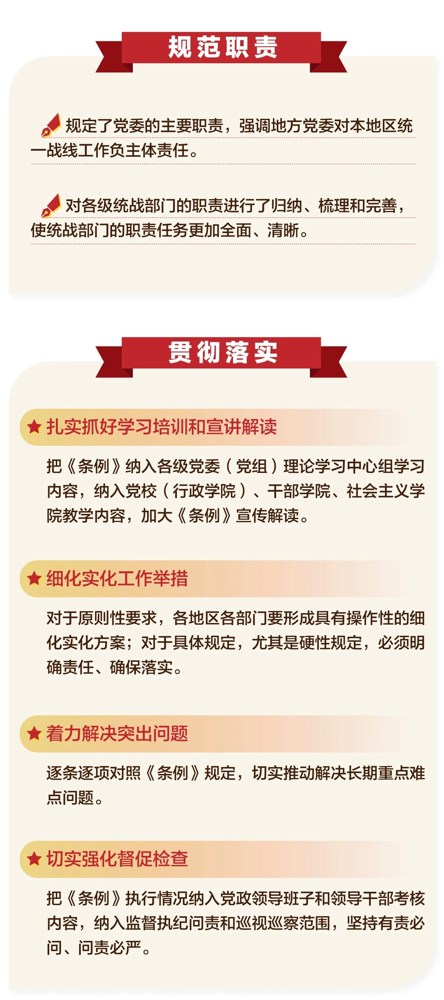 规范职责
规定了党委的主要职责，强调地方党委对本地区统
一战线工作负主体责任。
对各级统战部门的职责进行了归纳、梳理和完善，
使统战部门的职责任务更加全面、清晰。
贯彻落实
扎实抓好学习培训和宣讲解读
把《条例》纳入各级党委（党组）理论学习中心组学习
内容，纳入党校（行政学院）、干部学院、社会主义学
院教学内容，加大《条例》宣传解读。
细化实化工作举措
对于原则性要求，各地区各部门要形成具有操作性的细
化实化方案；对于具体规定，尤其是硬性规定，必须明
确责任、确保落实。
着力解决突出问题
逐条逐项对照《条例》规定，切实推动解决长期重点难
点问题。
切实强化督促检查
把《条例》执行情况纳入党政领导班子和领导干部考核
内容，纳入监督执纪问责和巡视巡察范围，坚持有责必
问、问责必严。